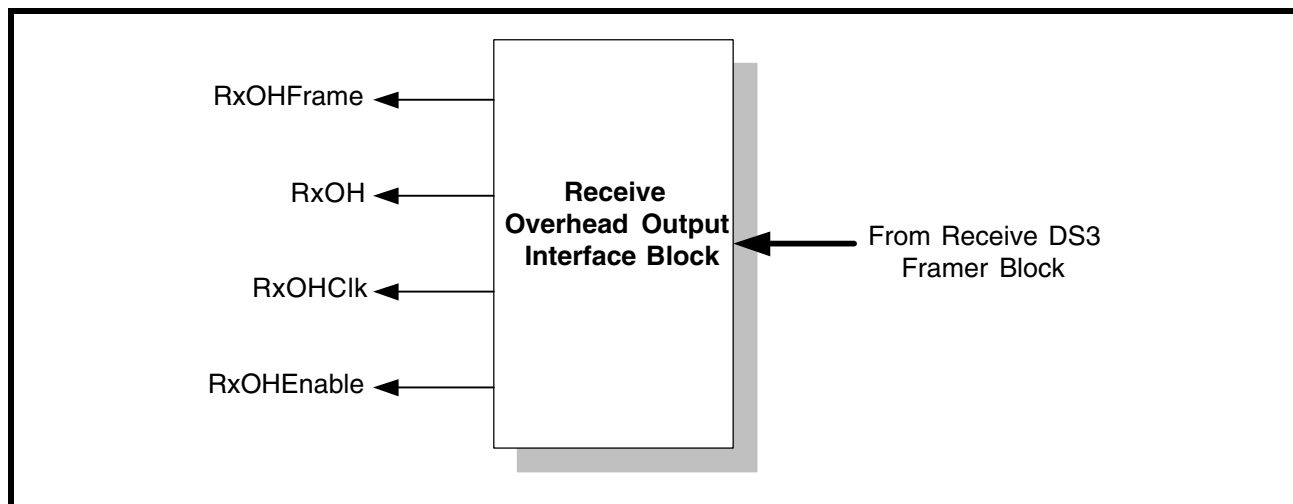 RxOHFrame
RxOH
RxOHClk
RxOHEnable
Receive
Overhead Output
Interface Block
From Receive DS3
Framer Block